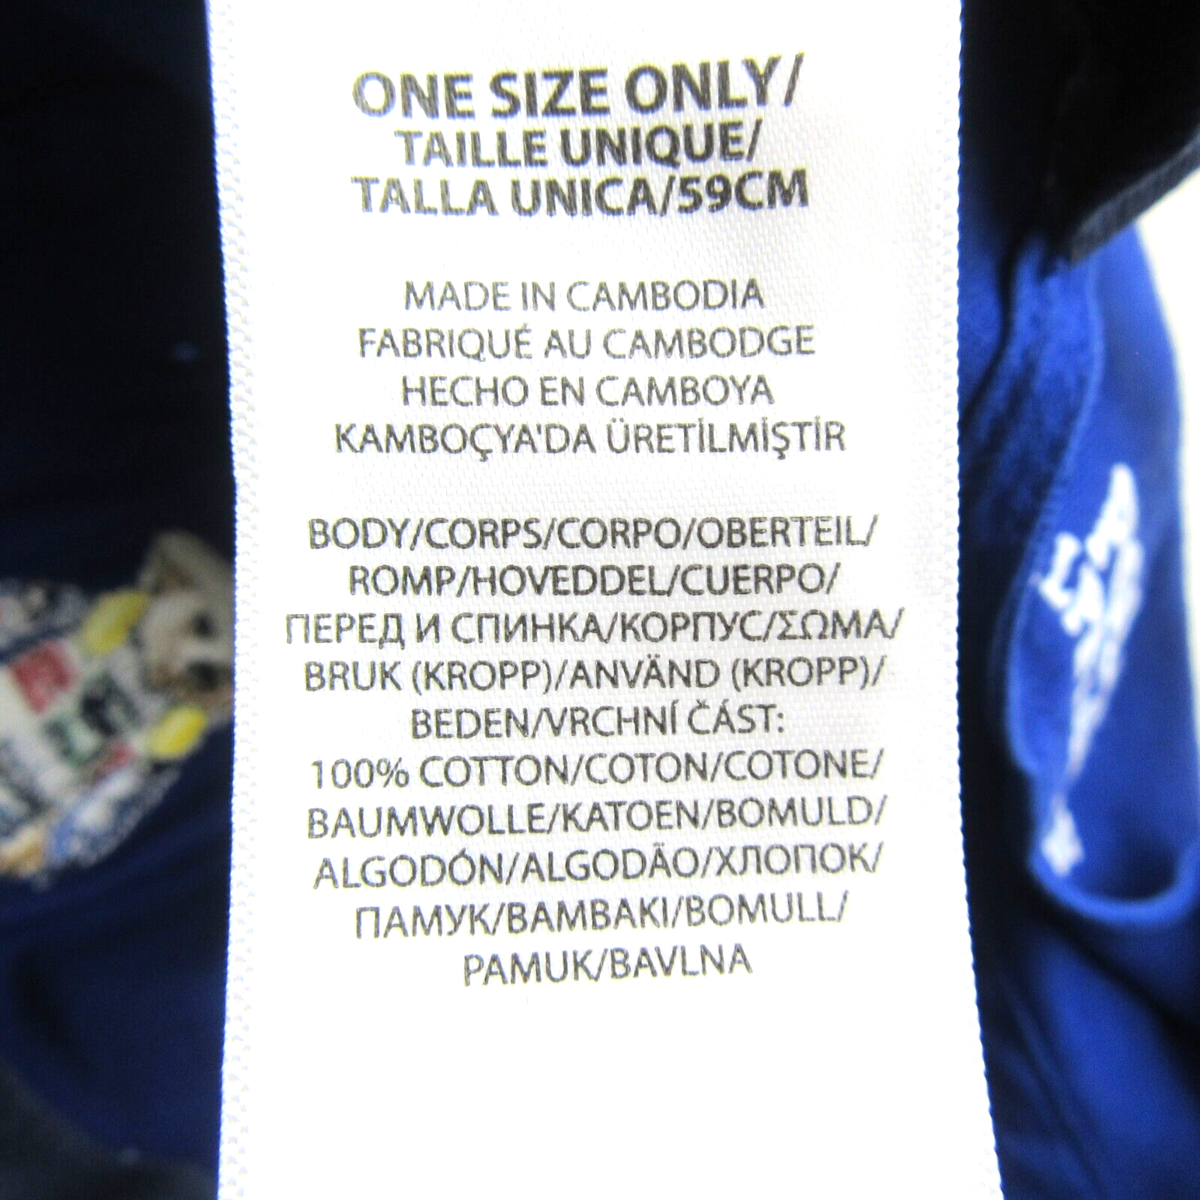 ONE SIZE ONLY/
TAILLE UNIQUE/
TALLA UNICA/59CM
MADE IN CAMBODIA
FABRIQUÉ AU CAMBODGE
HECHO EN CAMBOYA
KAMBOÇYA'DA ÜRETİLMİŞTİR
BODY/CORPS/CORPO/OBERTEIL/
ROMP/HOVEDDEL/CUERPO/
ПЕРЕД И СПИНКА/КОРПУС/ΣΩΜΑ/
BRUK (KROPP)/ANVÄND (KROPP)/
BEDEN/VRCHNÍ ČÁST:
100% COTTON/COTON/COTONE/
BAUMWOLLE/KATOEN/BOMULD/
ALGODÓN/ALGODÃO/ХЛОПОК/
ПАМУК/ΒΑΜΒΑΚΙ/BOMULL/
PAMUK/BAVLNA